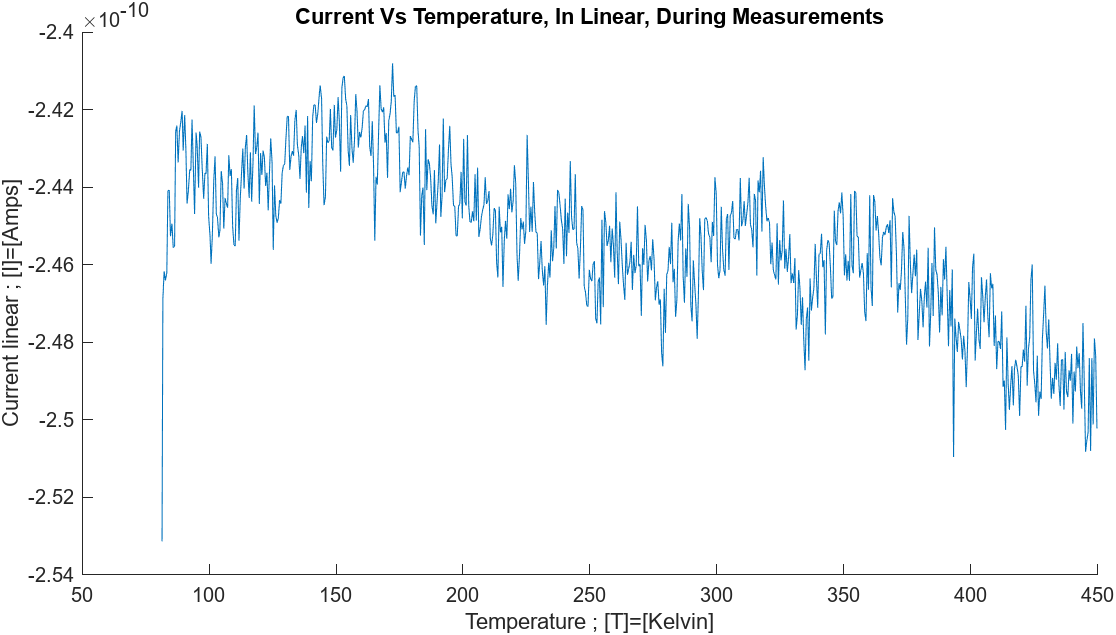 Current Vs Temperature, In Linear, During Measurements
×10^-10
-2.4
-2.42
-2.44
-2.46
-2.48
-2.5
-2.52
-2.54
Current linear ; [I]=[Amps]
50 100 150 200 250 300 350 400 450
Temperature ; [T]=[Kelvin]